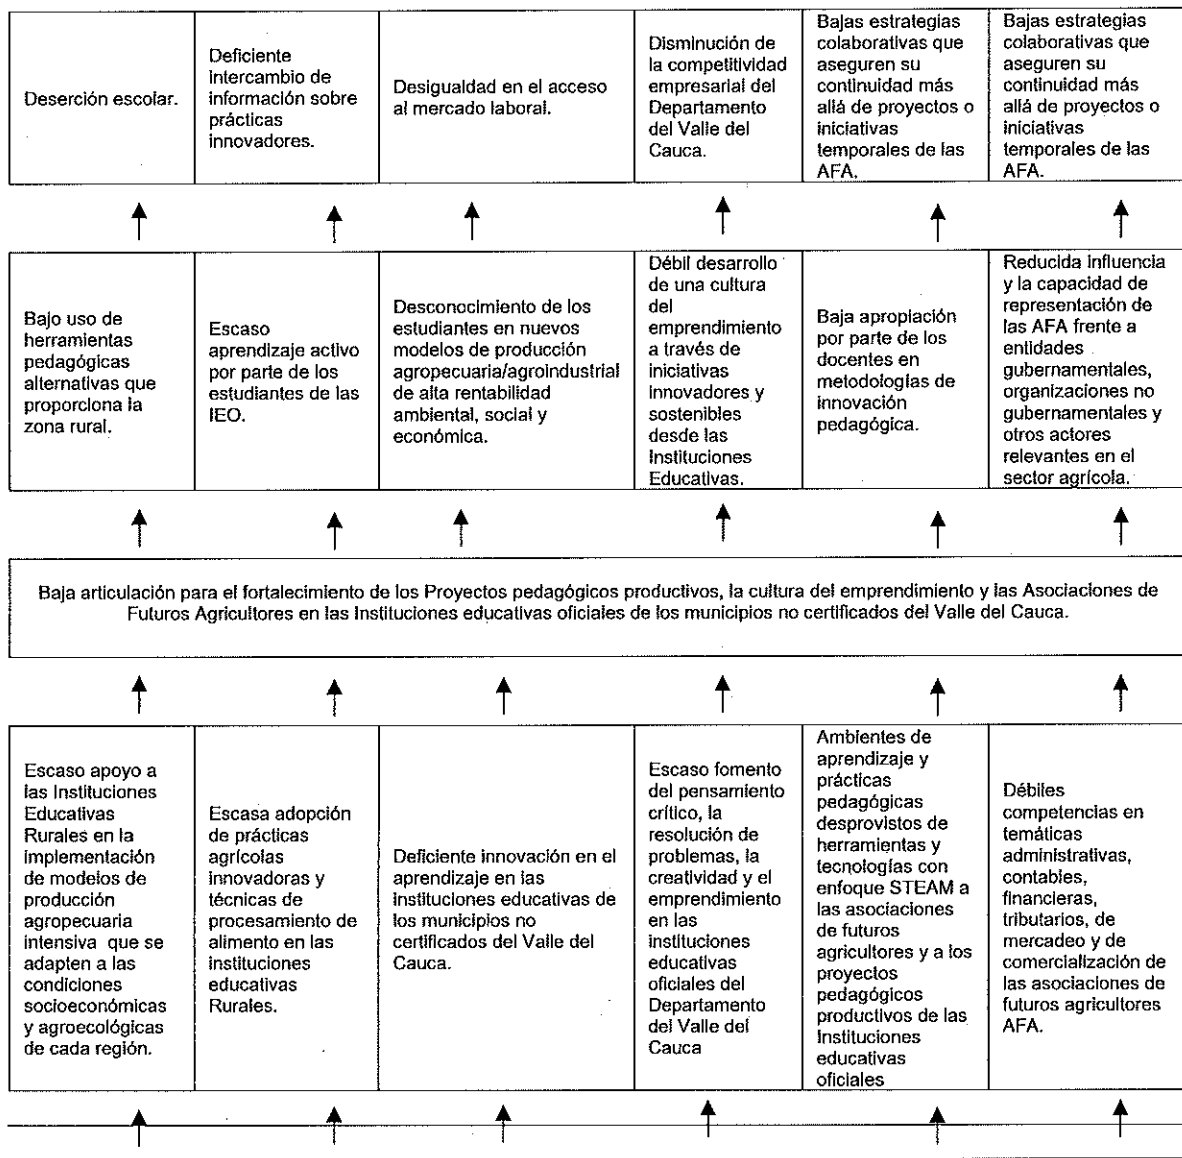 Deserción escolar.
Deficiente
intercambio de
información sobre
prácticas
innovadores.
Desigualdad en el acceso
al mercado laboral.
Disminución de
la competitividad
empresarial del
Departamento
del Valle del
Cauca.
Bajas estrategias
colaborativas que
aseguren su
continuidad más
allá de proyectos o
iniciativas
temporales de las
AFA.
Bajas estrategias
colaborativas que
aseguren su
continuidad más
allá de proyectos o
iniciativas
temporales de las
AFA.
Bajo uso de
herramientas
pedagógicas
alternativas que
proporciona la
zona rural.
Escaso
aprendizaje activo
por parte de los
estudiantes de las
IEO.
Desconocimiento de los
estudiantes en nuevos
modelos de producción
agropecuaria/agroindustrial
de alta rentabilidad
ambiental, social y
económica.
Débil desarrollo
de una cultura
del
emprendimiento
a través de
iniciativas
innovadores y
sostenibles
desde las
Instituciones
Educativas.
Baja apropiación
por parte de los
docentes en
metodologías de
innovación
pedagógica.
Reducida influencia
y la capacidad de
representación de
las AFA frente a
entidades
gubernamentales,
organizaciones no
gubernamentales y
otros actores
relevantes en el
sector agrícola.
Baja articulación para el fortalecimiento de los Proyectos pedagógicos productivos, la cultura del emprendimiento y las Asociaciones de
Futuros Agricultores en las Instituciones educativas oficiales de los municipios no certificados del Valle del Cauca.
Escaso apoyo a
las Instituciones
Educativas
Rurales en la
implementación
de modelos de
producción
agropecuaria
intensiva que se
adapten a las
condiciones
socioeconómicas
y agroecológicas
de cada región.
Escasa adopción
de prácticas
agrícolas
innovadoras y
técnicas de
procesamiento de
alimento en las
instituciones
educativas
Rurales.
Deficiente innovación en el
aprendizaje en las
instituciones educativas de
los municipios no
certificados del Valle del
Cauca.
Escaso fomento
del pensamiento
crítico, la
resolución de
problemas, la
creatividad y el
emprendimiento
en las
instituciones
educativas
oficiales del
Departamento
del Valle del
Cauca
Ambientes de
aprendizaje y
prácticas
pedagógicas
desprovistos de
herramientas y
tecnologías con
enfoque STEAM a
las asociaciones
de futuros
agricultores y a los
proyectos
pedagógicos
productivos de las
Instituciones
educativas
oficiales
Débiles
competencias en
temáticas
administrativas,
contables,
financieras,
tributarios, de
mercadeo y de
comercialización de
las asociaciones de
futuros agricultores
AFA.